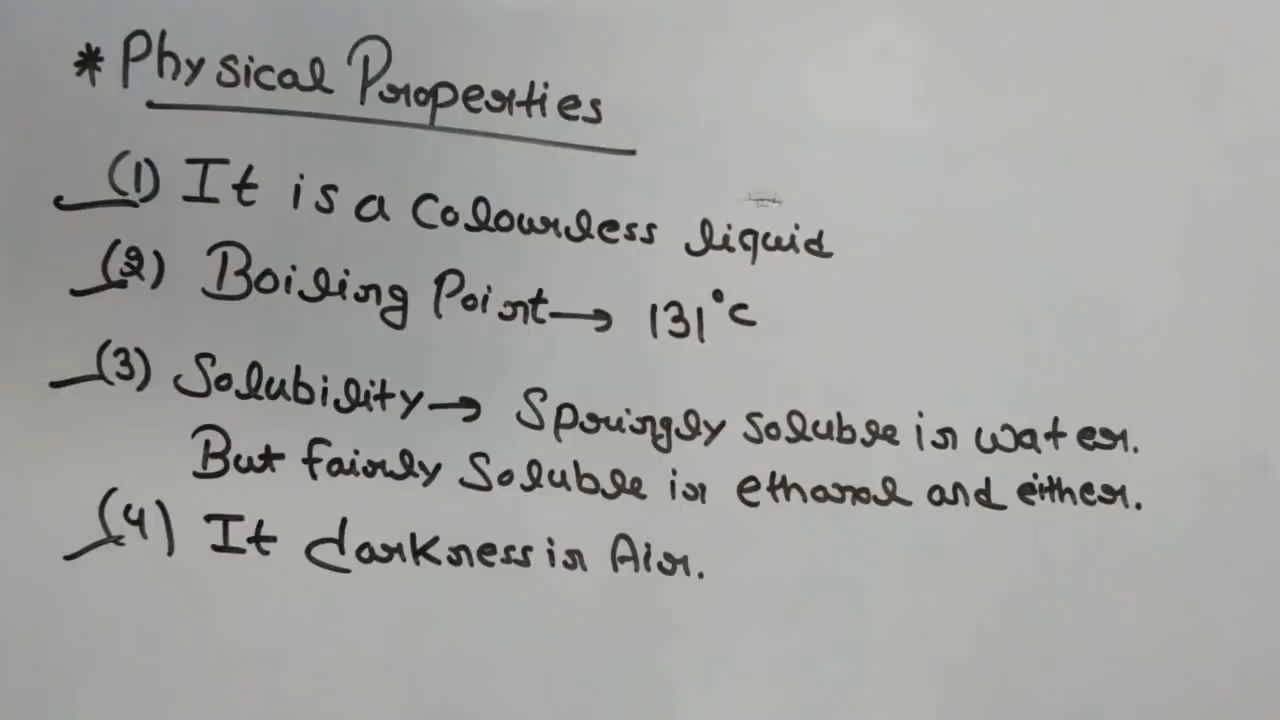 * Physical Properties
(1) It is a Colourless liquid
(2) Boiling Point → 131°C
(3) Solubility → Springly soluble in water.
But fairly Soluble in ethanol and either.
(4) It darkness in Air.